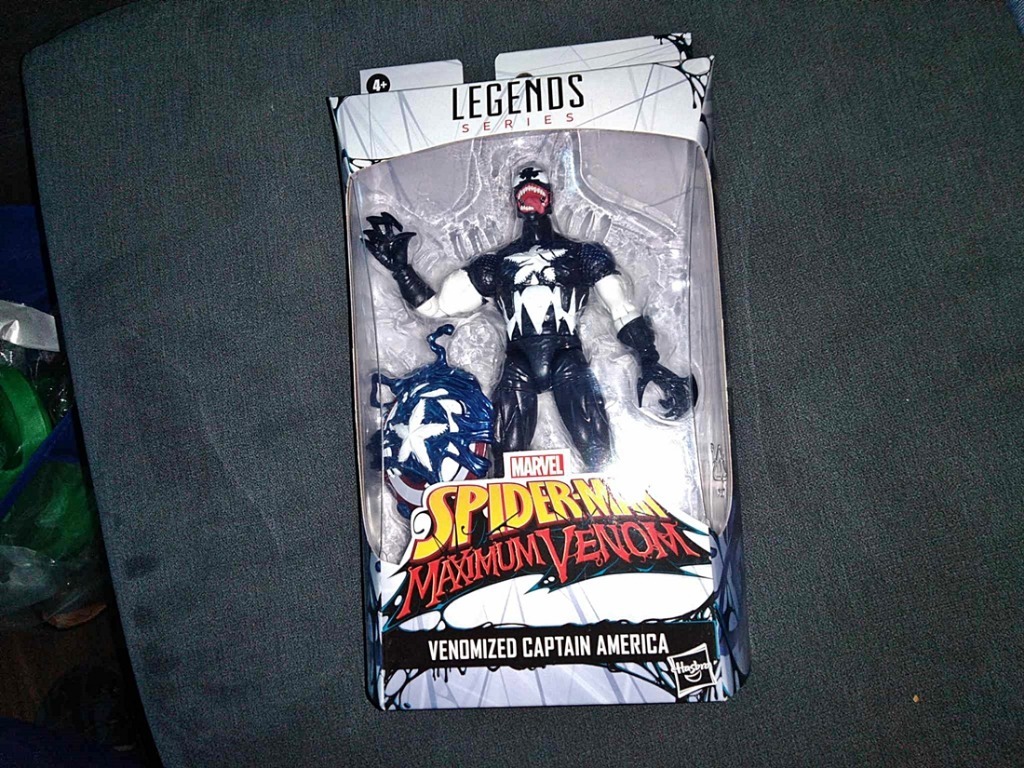 4+
LEGENDS
SERIES
MARVEL
SPIDER-MAN
MAXIMUM VENOM
VENOMIZED CAPTAIN AMERICA
Hasbro